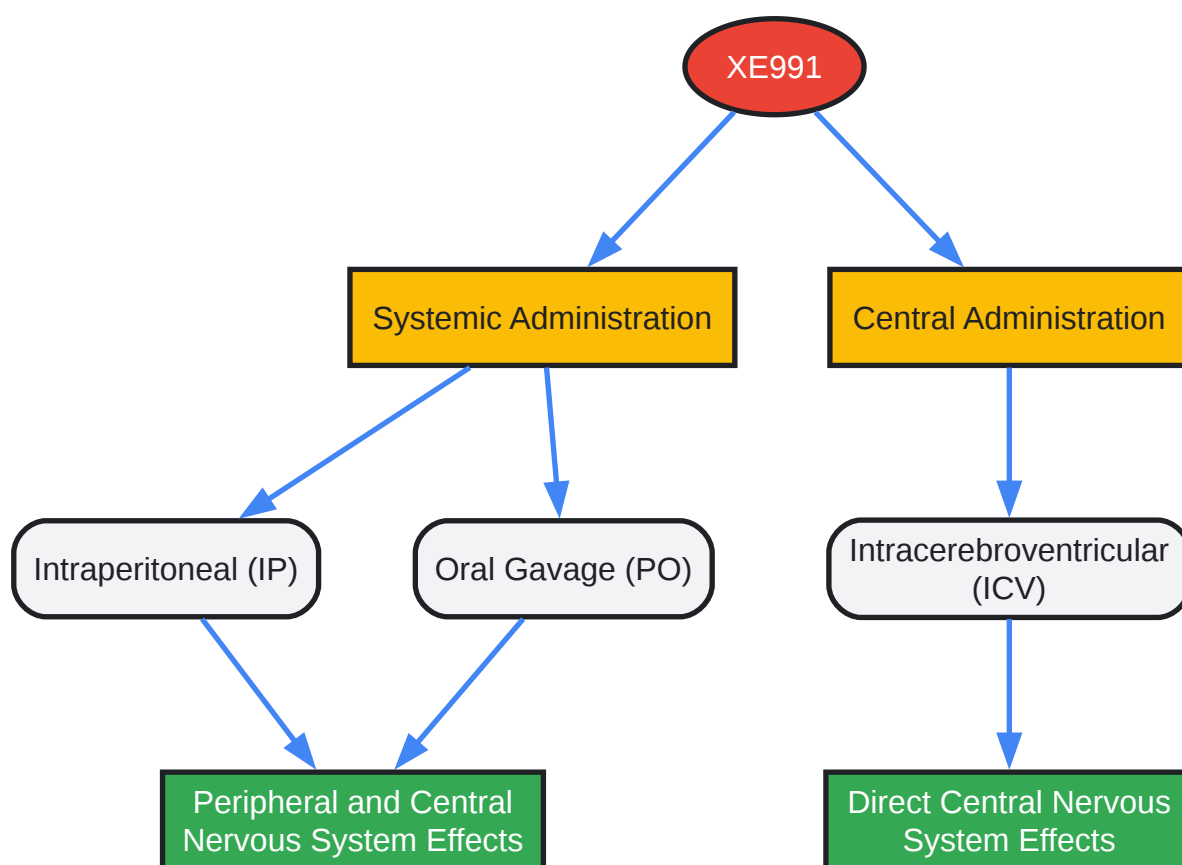 XE991
Systemic Administration
Central Administration
Intraperitoneal (IP)
Oral Gavage (PO)
Intracerebroventricular
(ICV)
Peripheral and Central
Nervous System Effects
Direct Central Nervous
System Effects